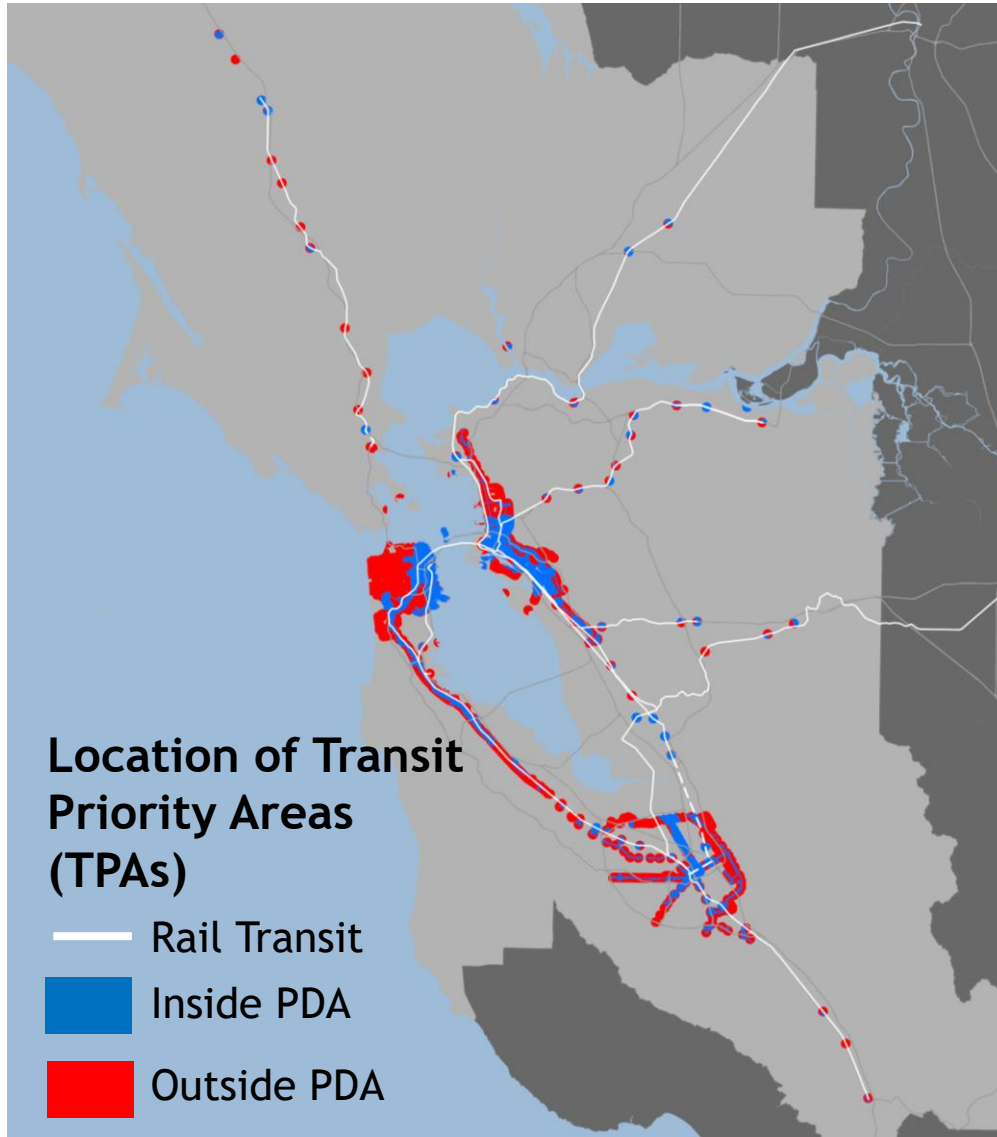 Location of Transit
Priority Areas
(TPAs)
Rail Transit
Inside PDA
Outside PDA